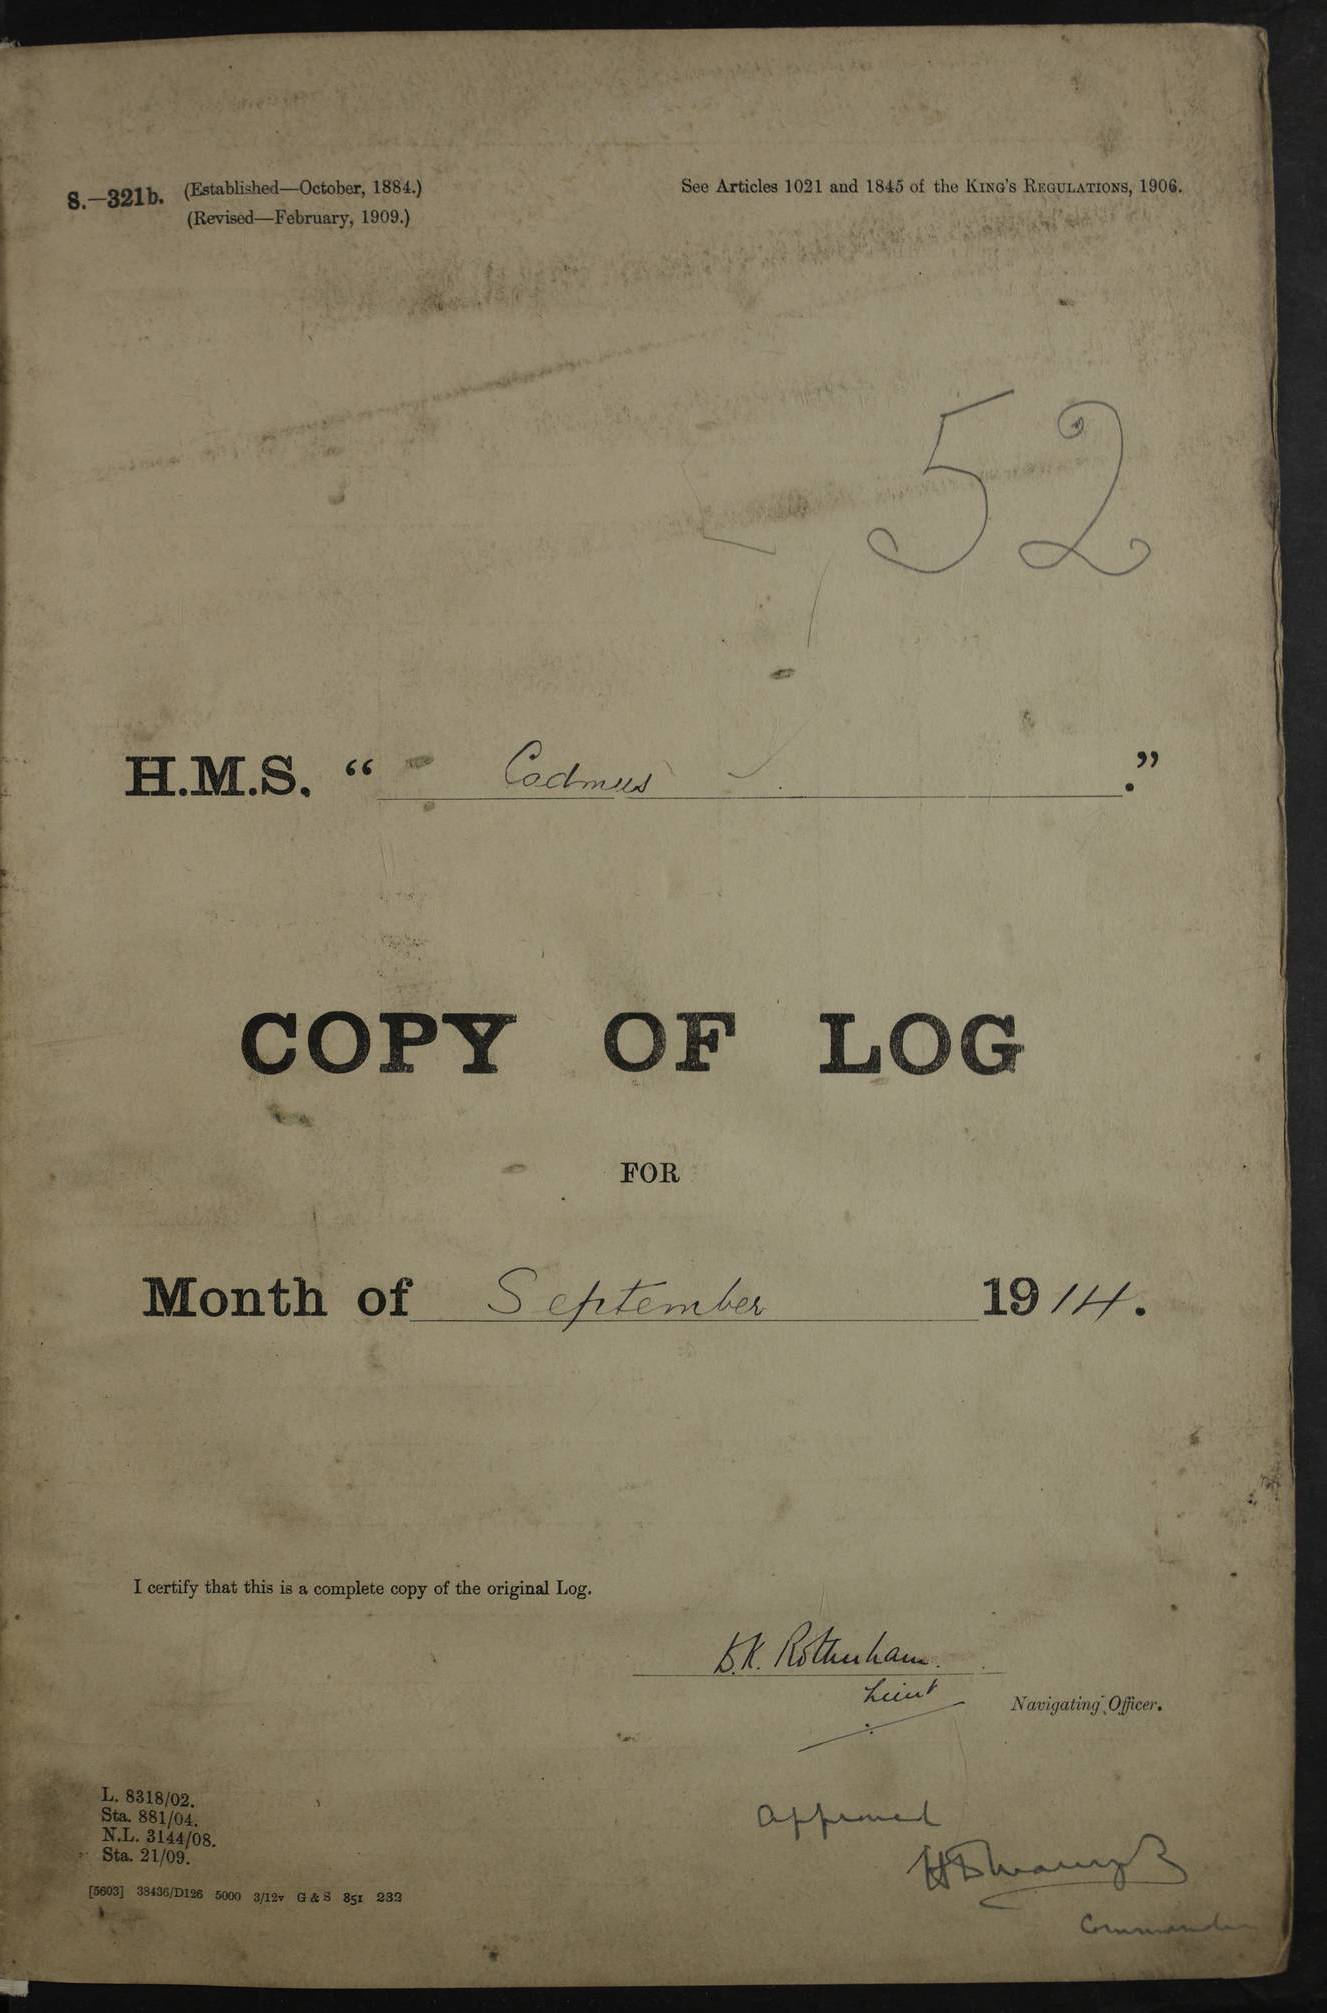 S.—321b. (Established—October, 1884.)
(Revised—February, 1909.)
See Articles 1021 and 1845 of the KING'S REGULATIONS, 1906.
52
H.M.S. “ Cadmus .”
COPY OF LOG
FOR
Month of September 1914.
I certify that this is a complete copy of the original Log.
D.K. Rotherham.
Lieut
Navigating Officer.
L. 8318/02.
Sta. 881/04.
N.L. 3144/08.
Sta. 21/09.
[5603] 38436/D126 5000 3/12v G & S 851 232
Approved
Commander